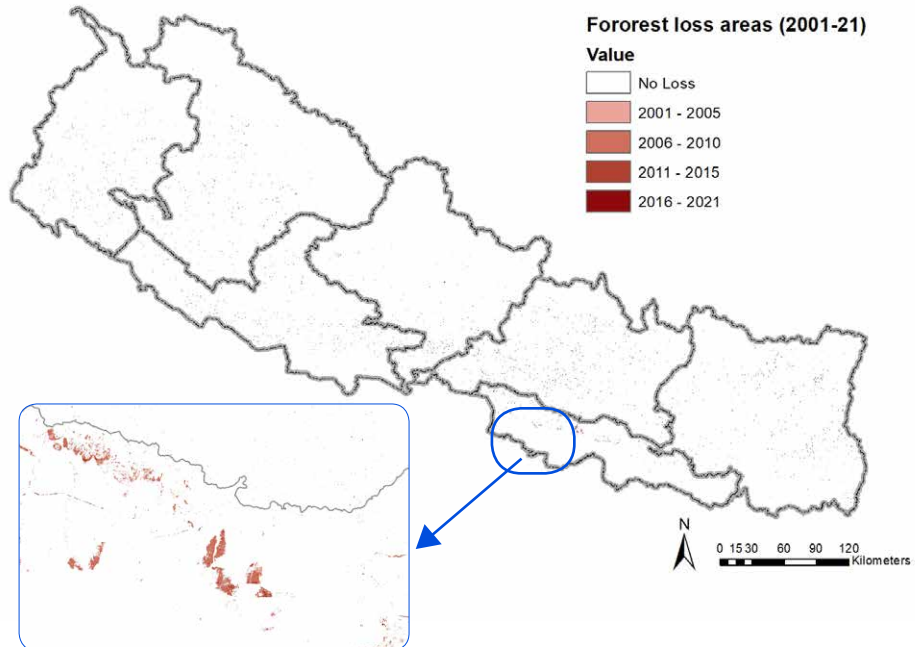 Fororest loss areas (2001-21)
Value
No Loss
2001 - 2005
2006 - 2010
2011 - 2015
2016 - 2021
N
0 15 30 60 90 120
Kilometers